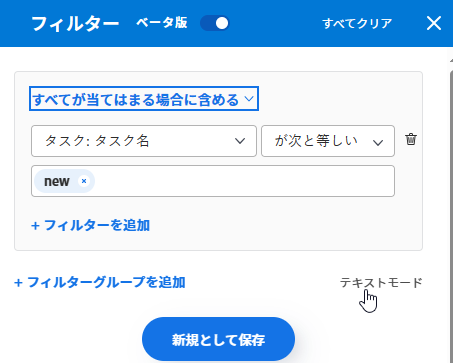 フィルター ベータ版 すべてクリア
すべてが当てはまる場合に含める
タスク: タスク名 が次と等しい
new
+ フィルターを追加
+ フィルターグループを追加 テキストモード
新規として保存